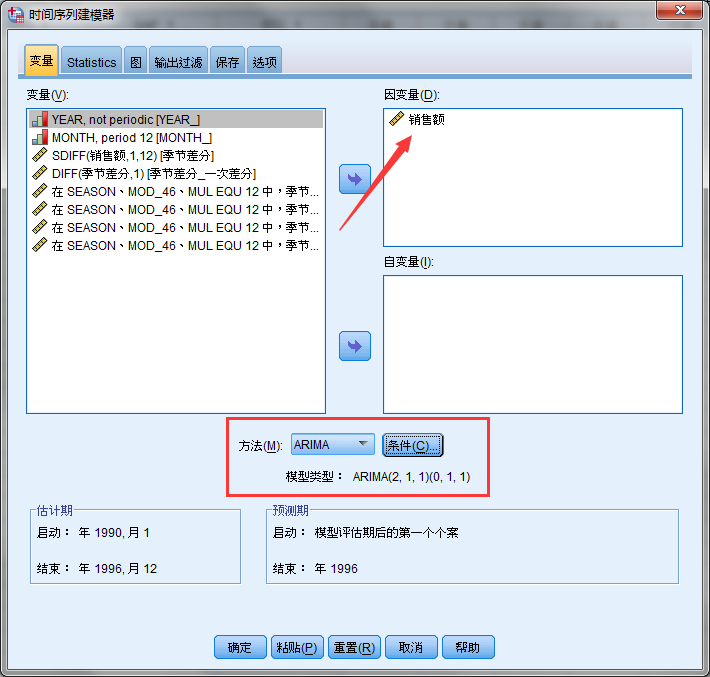 时间序列建模器
变量 Statistics 图 输出过滤 保存 选项
变量(V):
YEAR, not periodic [YEAR_]
MONTH, period 12 [MONTH_]
SDIFF(销售额,1,12) [季节差分]
DIFF(季节差分,1) [季节差分_一次差分]
在 SEASON、MOD_46、MUL EQU 12 中，季节...
在 SEASON、MOD_46、MUL EQU 12 中，季节...
在 SEASON、MOD_46、MUL EQU 12 中，季节...
在 SEASON、MOD_46、MUL EQU 12 中，季节...
因变量(D):
销售额
自变量(I):
方法(M): ARIMA 条件(C)...
模型类型： ARIMA(2, 1, 1)(0, 1, 1)
估计期
启动： 年 1990, 月 1
结束： 年 1996, 月 12
预测期
启动： 模型评估期后的第一个个案
结束： 年 1996
确定 粘贴(P) 重置(R) 取消 帮助